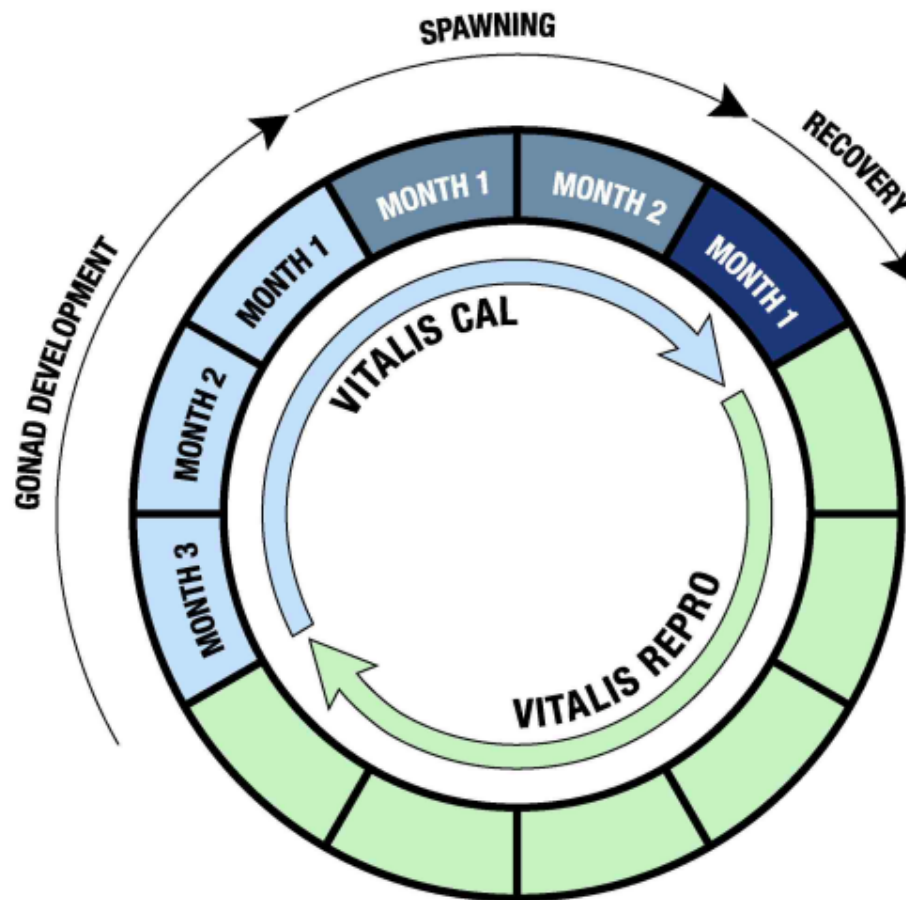 SPAWNING
RECOVERY
GONAD DEVELOPMENT
MONTH 1
MONTH 2
MONTH 1
MONTH 1
MONTH 2
MONTH 3
VITALIS CAL
VITALIS REPRO